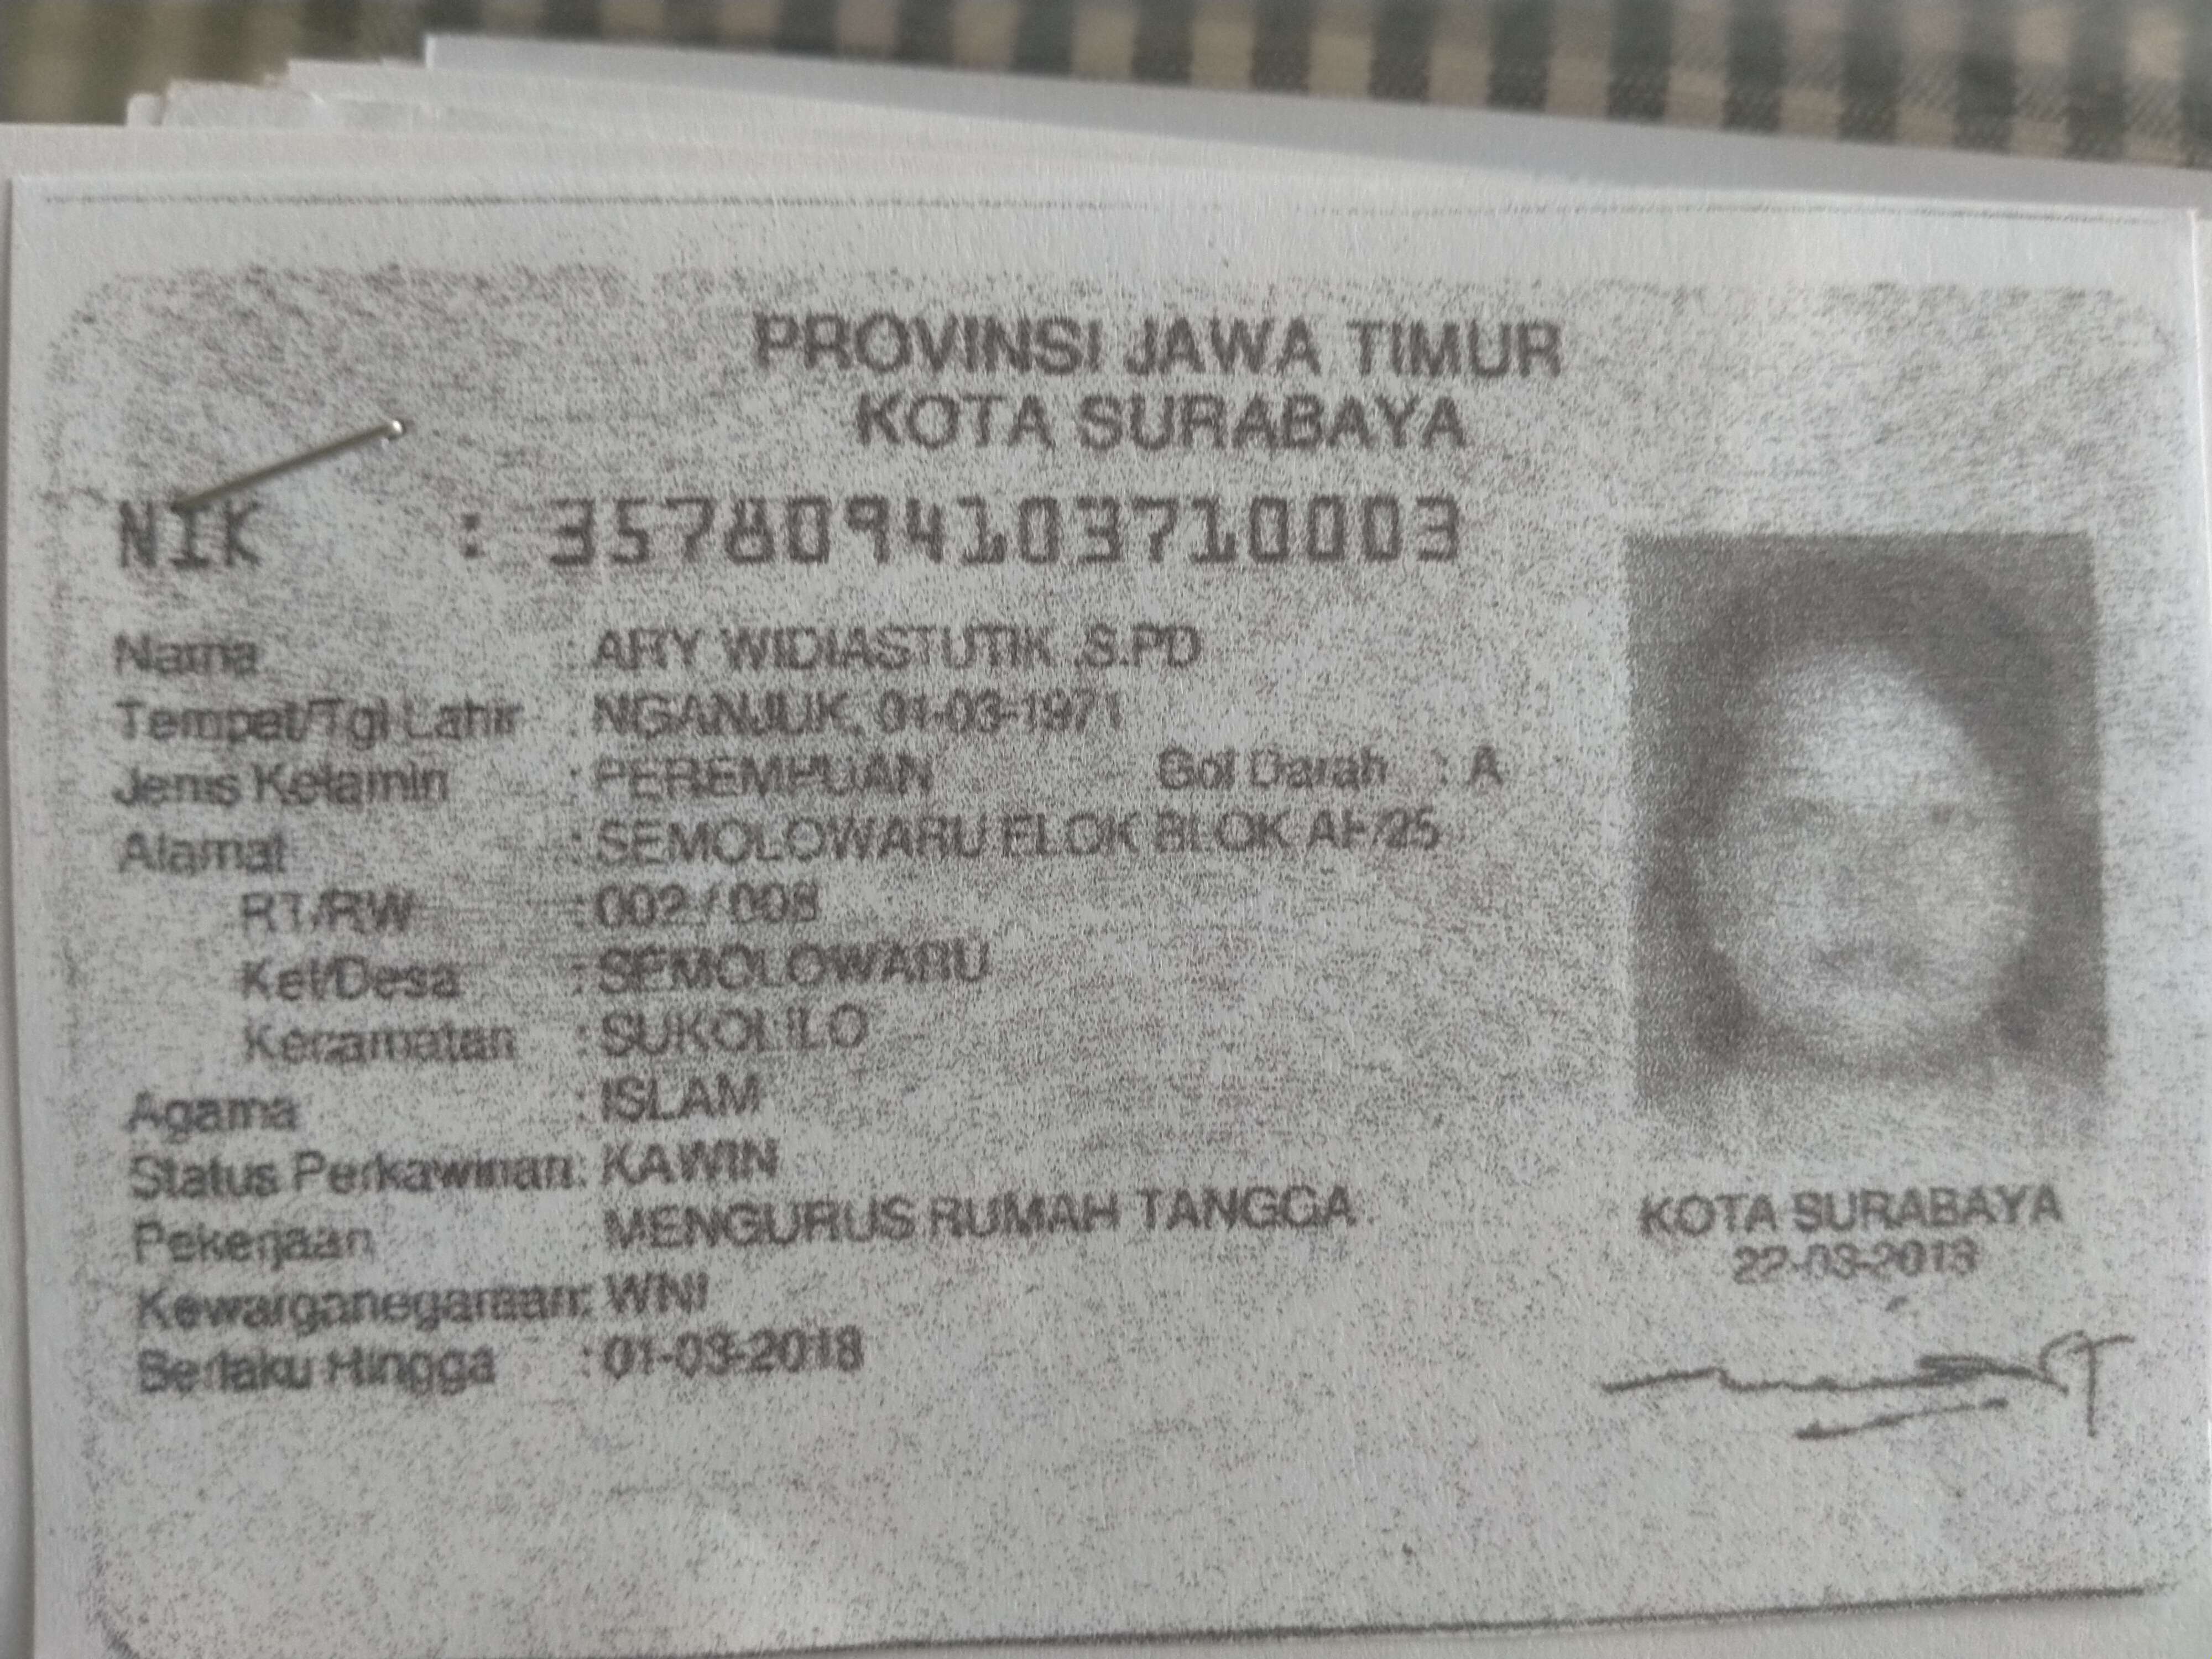 PROVINSI JAWA TIMUR
KOTA SURABAYA
NIK : 3578094103710003
Nama : ARY WIDIASTUTIK ,S.PD
Tempat/Tgl Lahir : NGANJUK, 01-03-1971
Jenis Kelamin : PEREMPUAN Gol Darah : A
Alamat : SEMOLOWARU ELOK BLOK AF/25
RT/RW : 002 / 008
Kel/Desa : SEMOLOWARU
Kecamatan : SUKOLILO
Agama : ISLAM
Status Perkawinan : KAWIN
Pekerjaan MENGURUS RUMAH TANGGA
Kewarganegaraan: WNI
Berlaku Hingga : 01-03-2018
KOTA SURABAYA
22-03-2013